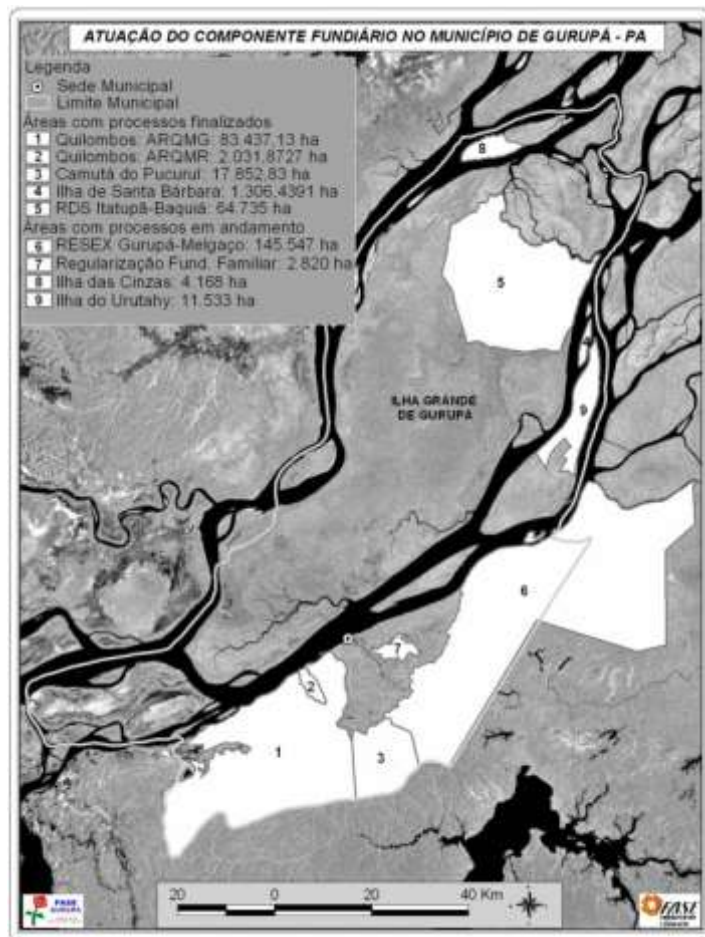 ATUAÇÃO DO COMPONENTE FUNDIÁRIO NO MUNICÍPIO DE GURUPÁ - PA
Legenda
Sede Municipal
Limite Municipal
Áreas com processos finalizados
1 Quilombos: ARQMG: 83.437,13 ha
2 Quilombos: ARQMR: 2.031,8727 ha
3 Camutá do Pucuruí: 17.852,83 ha
4 Ilha de Santa Bárbara: 1.306,4391 ha
5 RDS Itatupã-Baquiá: 64.735 ha
Áreas com processos em andamento
6 RESEX Gurupá-Melgaço: 145.547 ha
7 Regularização Fund. Familiar: 2.820 ha
8 Ilha das Cinzas: 4.168 ha
9 Ilha do Urutahy: 11.533 ha
8
5
4
ILHA GRANDE
DE GURUPÁ
9
6
7
2
1
3
20 0 20 40 Km
FASE
GURUPÁ
FASE